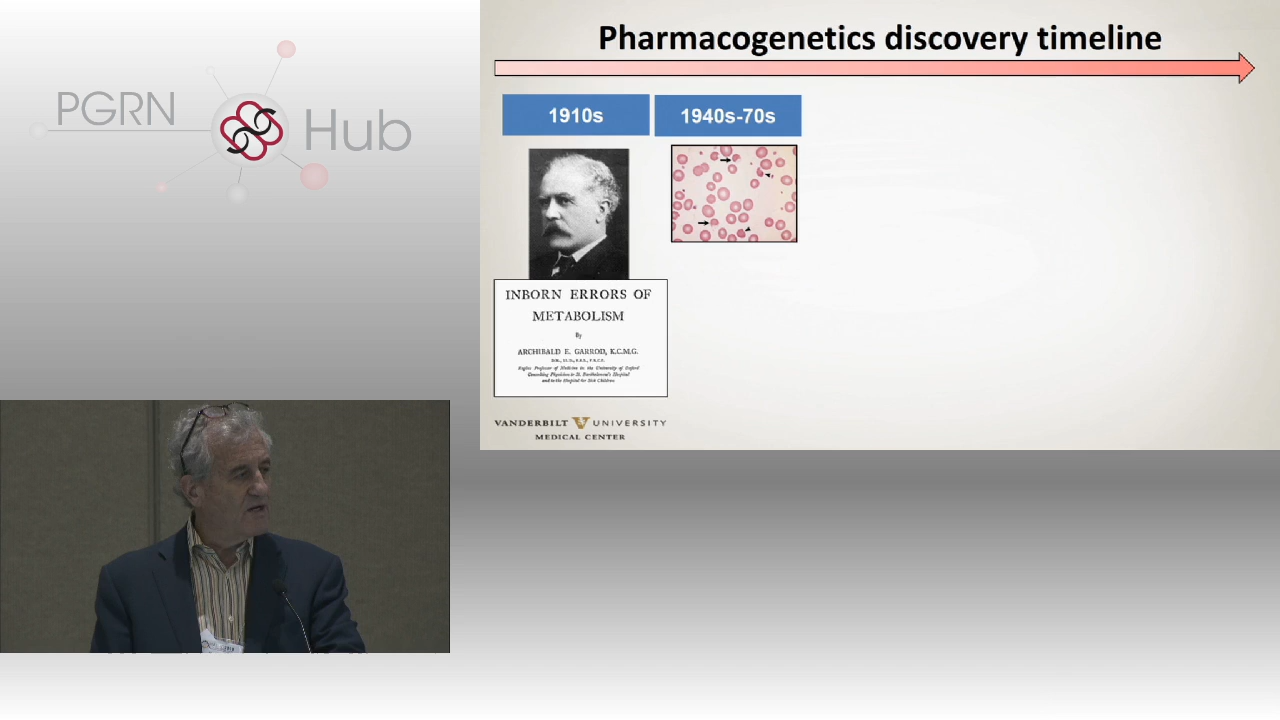 PGRN
Hub
Pharmacogenetics discovery timeline
1910s
1940s-70s
INBORN ERRORS OF
METABOLISM
By
ARCHIBALD E. GARROD, K.C.M.G.
Regius Professor of Medicine in the University of Oxford
Consulting Physician to St. Bartholomew's Hospital
and to the Hospital for Sick Children
VANDERBILT UNIVERSITY
MEDICAL CENTER